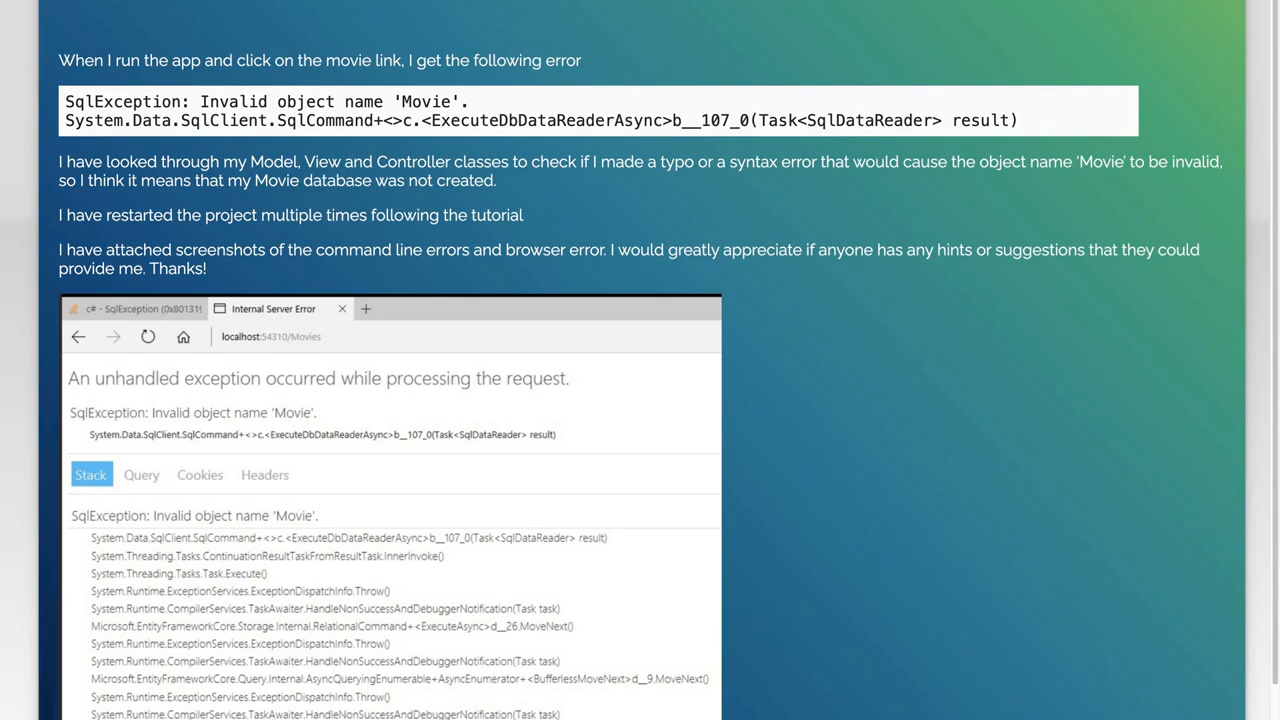 When I run the app and click on the movie link, I get the following error
SqlException: Invalid object name 'Movie'.
System.Data.SqlClient.SqlCommand+<>c.<ExecuteDbDataReaderAsync>b__107_0(Task<SqlDataReader> result)
I have looked through my Model, View and Controller classes to check if I made a typo or a syntax error that would cause the object name 'Movie' to be invalid,
so I think it means that my Movie database was not created.
I have restarted the project multiple times following the tutorial
I have attached screenshots of the command line errors and browser error. I would greatly appreciate if anyone has any hints or suggestions that they could
provide me. Thanks!
c# - SqlException (0x80131 Internal Server Error
localhost:54310/Movies
An unhandled exception occurred while processing the request.
SqlException: Invalid object name 'Movie'.
System.Data.SqlClient.SqlCommand+<>c.<ExecuteDbDataReaderAsync>b__107_0(Task<SqlDataReader> result)
Stack Query Cookies Headers
SqlException: Invalid object name 'Movie'.
System.Data.SqlClient.SqlCommand+<>c.<ExecuteDbDataReaderAsync>b__107_0(Task<SqlDataReader> result)
System.Threading.Tasks.ContinuationResultTaskFromResultTask.InnerInvoke()
System.Threading.Tasks.Task.Execute()
System.Runtime.ExceptionServices.ExceptionDispatchInfo.Throw()
System.Runtime.CompilerServices.TaskAwaiter.HandleNonSuccessAndDebuggerNotification(Task task)
Microsoft.EntityFrameworkCore.Storage.Internal.RelationalCommand+<ExecuteAsync>d__26.MoveNext()
System.Runtime.ExceptionServices.ExceptionDispatchInfo.Throw()
System.Runtime.CompilerServices.TaskAwaiter.HandleNonSuccessAndDebuggerNotification(Task task)
Microsoft.EntityFrameworkCore.Query.Internal.AsyncQueryingEnumerable+AsyncEnumerator+<BufferlessMoveNext>d__9.MoveNext()
System.Runtime.ExceptionServices.ExceptionDispatchInfo.Throw()
System.Runtime.CompilerServices.TaskAwaiter.HandleNonSuccessAndDebuggerNotification(Task task)